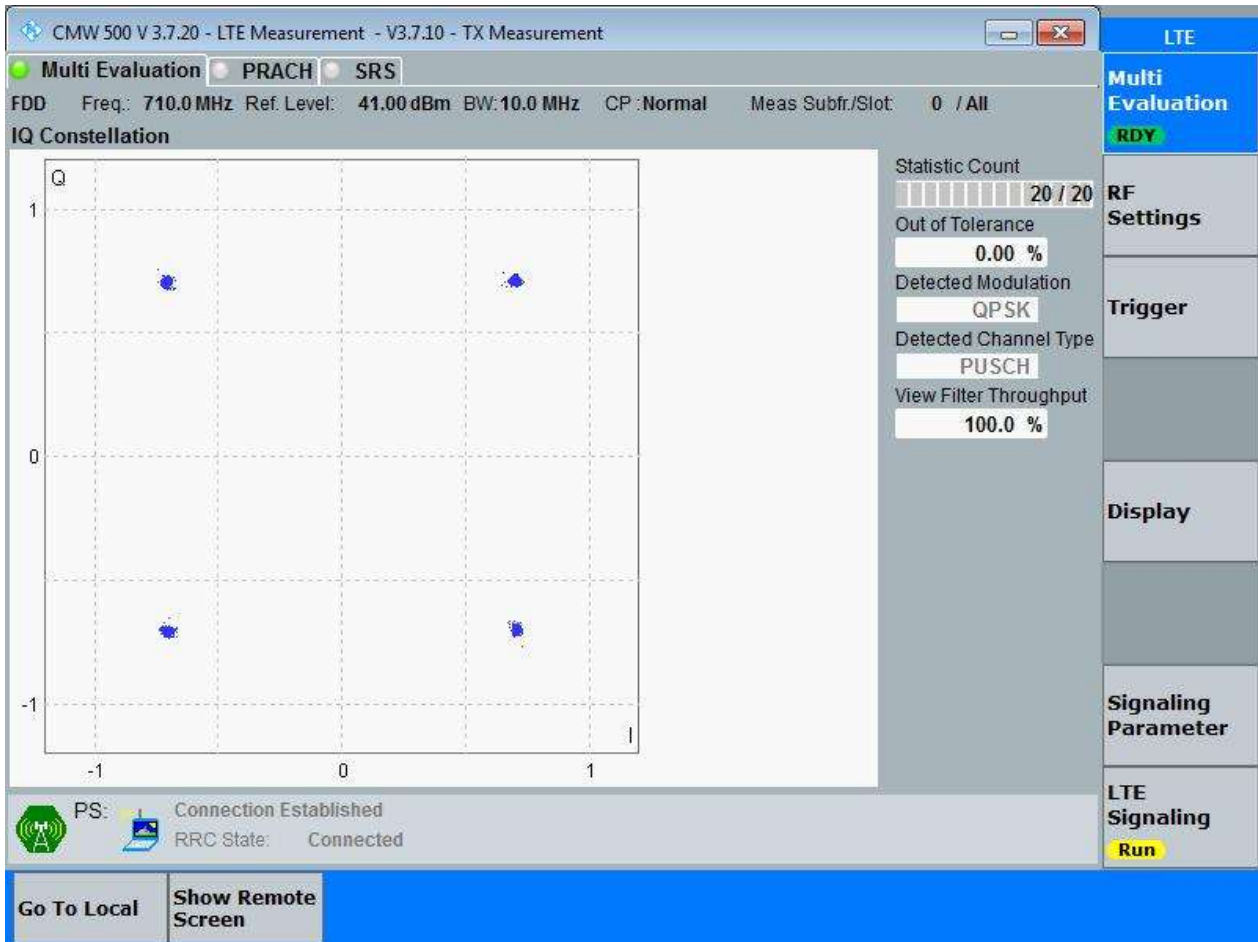 CMW 500 V 3.7.20 - LTE Measurement - V3.7.10 - TX Measurement
LTE
Multi Evaluation PRACH SRS
FDD Freq.: 710.0 MHz Ref. Level: 41.00 dBm BW: 10.0 MHz CP : Normal Meas Subfr./Slot: 0 / All
IQ Constellation
Q
1
0
-1
I
-1 0 1
Statistic Count
20 / 20
Out of Tolerance
0.00 %
Detected Modulation
QPSK
Detected Channel Type
PUSCH
View Filter Throughput
100.0 %
Multi
Evaluation
RDY
RF
Settings
Trigger
Display
Signaling
Parameter
LTE
Signaling
Run
PS: Connection Established
RRC State: Connected
Go To Local
Show Remote
Screen